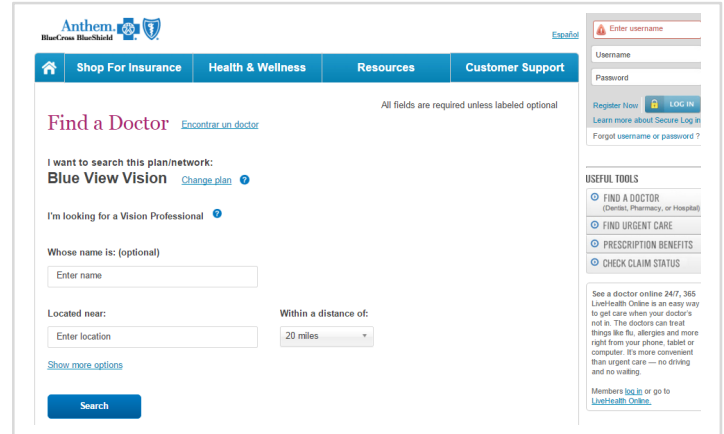 Anthem.
BlueCross BlueShield
Español
Shop For Insurance
Health & Wellness
Resources
Customer Support
All fields are required unless labeled optional
Find a Doctor Encontrar un doctor
I want to search this plan/network:
Blue View Vision Change plan ?
I'm looking for a Vision Professional ?
Whose name is: (optional)
Enter name
Located near:
Within a distance of:
Enter location
20 miles
Show more options
Search
Enter username
Username
Password
Register Now
LOG IN
Learn more about Secure Log in
Forgot username or password ?
USEFUL TOOLS
FIND A DOCTOR
(Dentist, Pharmacy, or Hospital)
FIND URGENT CARE
PRESCRIPTION BENEFITS
CHECK CLAIM STATUS
See a doctor online 24/7, 365
LiveHealth Online is an easy way
to get care when your doctor's
not in. The doctors can treat
things like flu, allergies and more
right from your phone, tablet or
computer. It's more convenient
than urgent care — no driving
and no waiting.
Members log in or go to
LiveHealth Online.